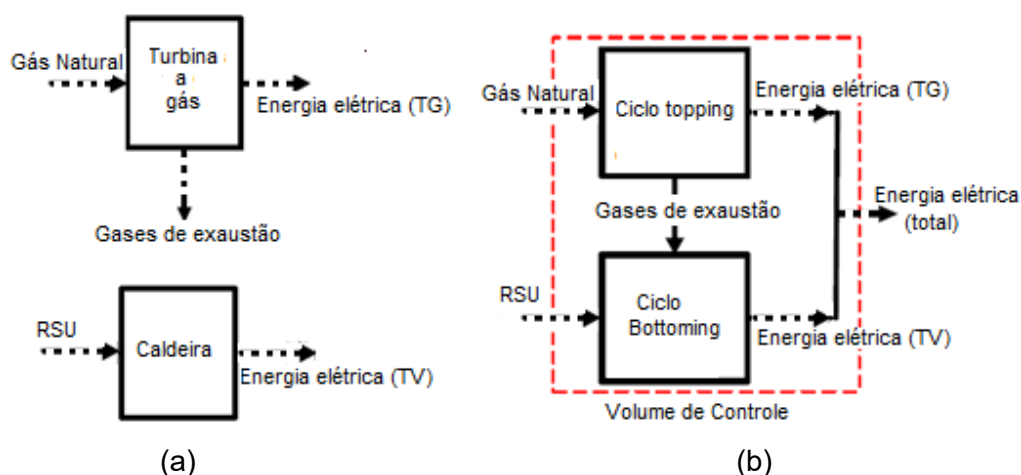 Gás Natural
Turbina
a
gás
Energia elétrica (TG)
Gases de exaustão
RSU
Caldeira
Energia elétrica (TV)
(a)
Gás Natural
Ciclo topping
Energia elétrica (TG)
Gases de exaustão
Energia elétrica
(total)
RSU
Ciclo
Bottoming
Energia elétrica (TV)
Volume de Controle
(b)